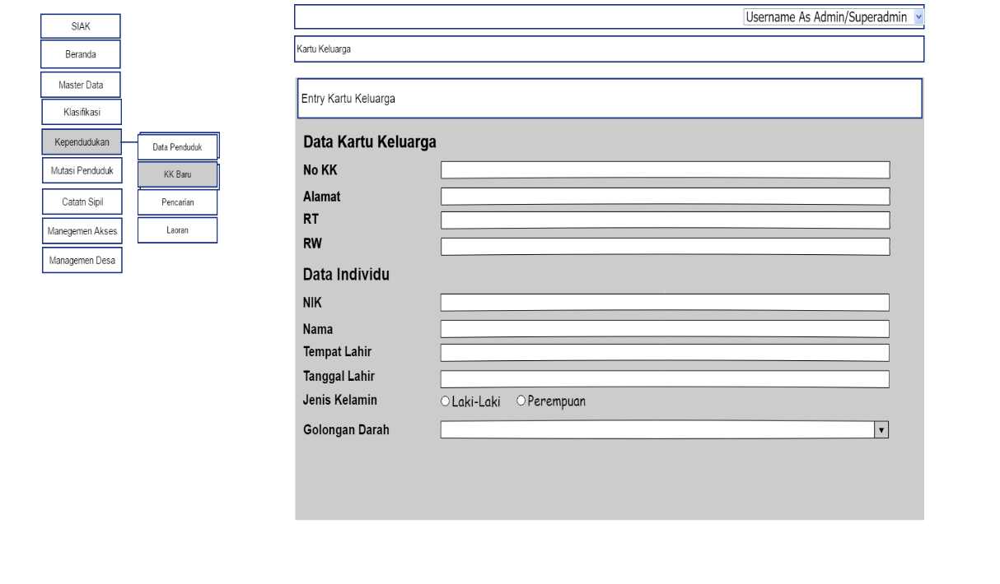 SIAK
Beranda
Master Data
Klasifikasi
Kependudukan
Mutasi Penduduk
Catatn Sipil
Manegemen Akses
Managemen Desa
Data Penduduk
KK Baru
Pencarian
Laoran
Username As Admin/Superadmin
Kartu Keluarga
Entry Kartu Keluarga
Data Kartu Keluarga
No KK
Alamat
RT
RW
Data Individu
NIK
Nama
Tempat Lahir
Tanggal Lahir
Jenis Kelamin Laki-Laki Perempuan
Golongan Darah